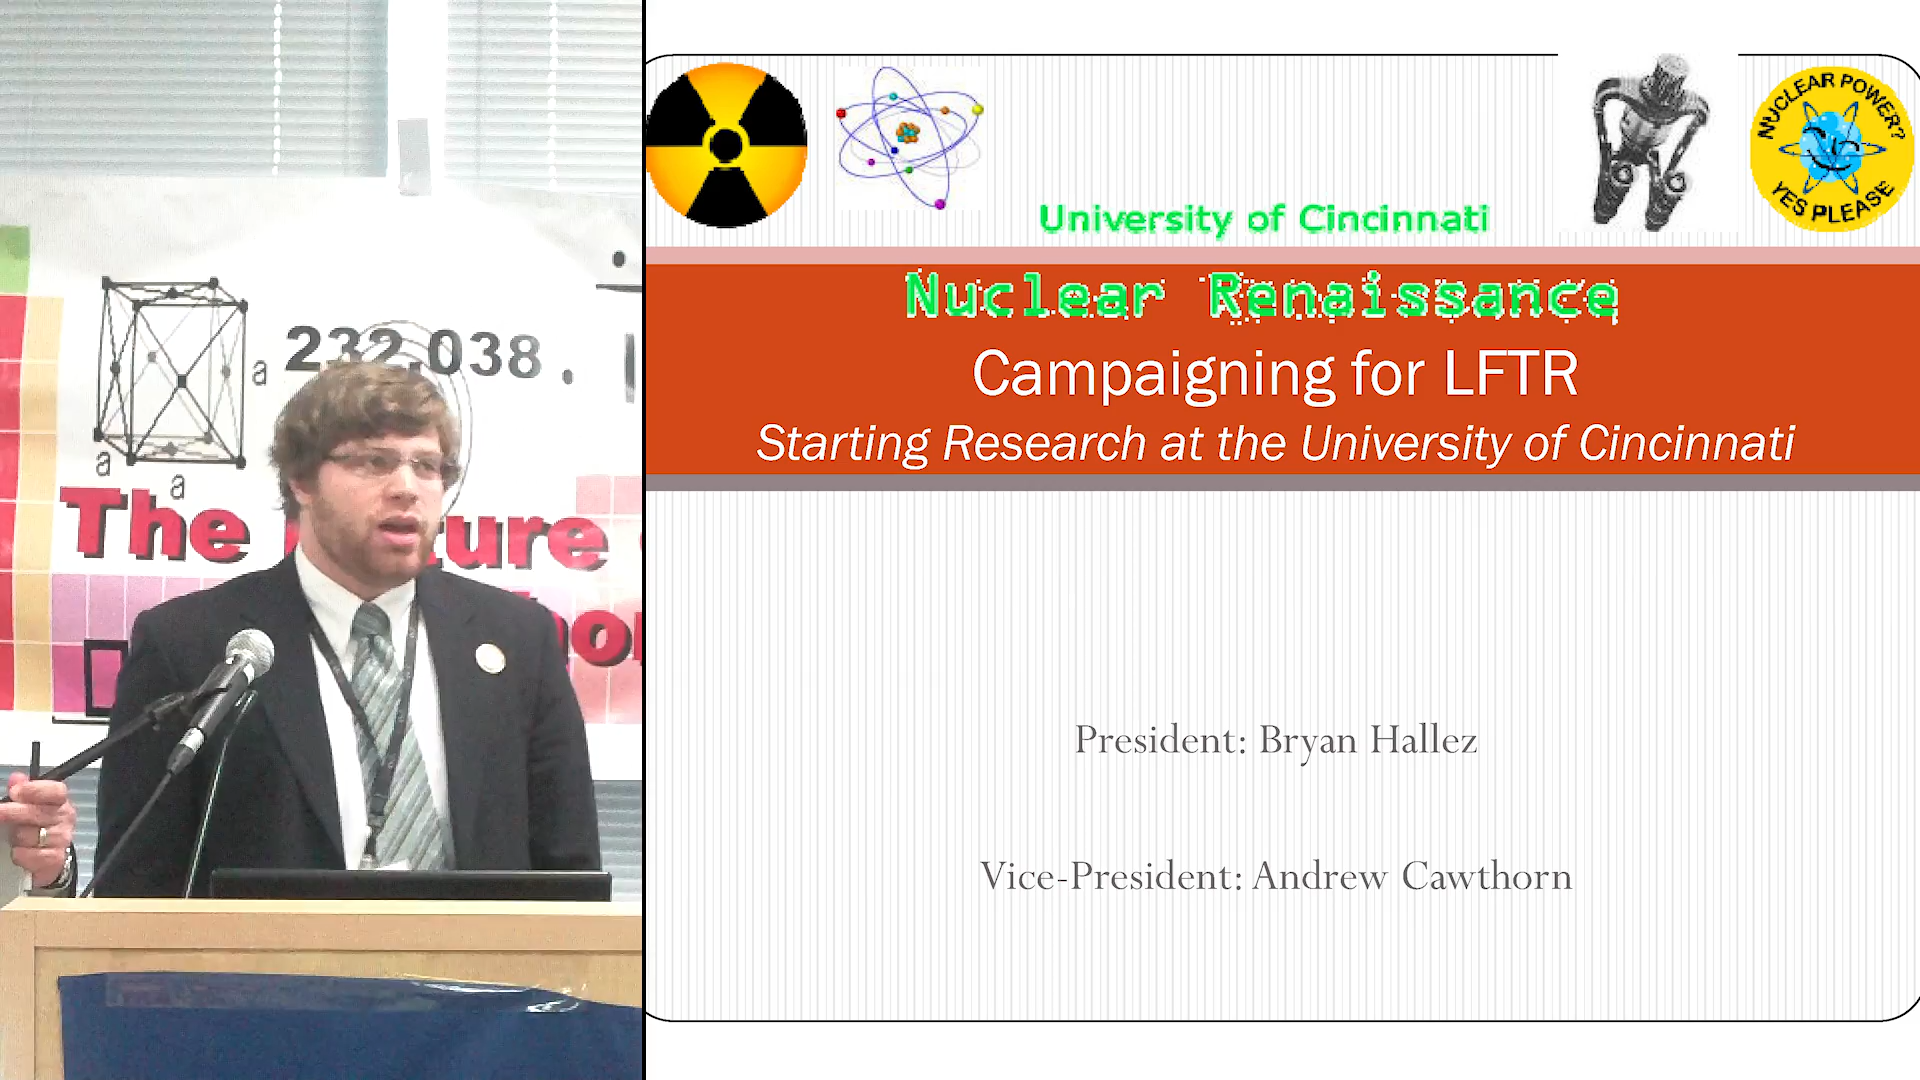 232.038.
a
a
a
The
ure
NUCLEAR POWER?
YES PLEASE
University of Cincinnati
Nuclear Renaissance
Campaigning for LFTR
Starting Research at the University of Cincinnati
President: Bryan Hallez
Vice-President: Andrew Cawthorn